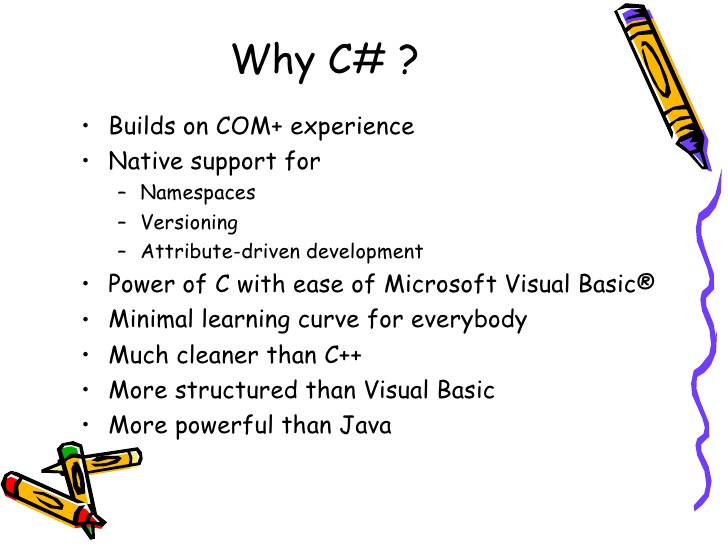 Why C# ?
• Builds on COM+ experience
• Native support for
– Namespaces
– Versioning
– Attribute-driven development
• Power of C with ease of Microsoft Visual Basic®
• Minimal learning curve for everybody
• Much cleaner than C++
• More structured than Visual Basic
• More powerful than Java